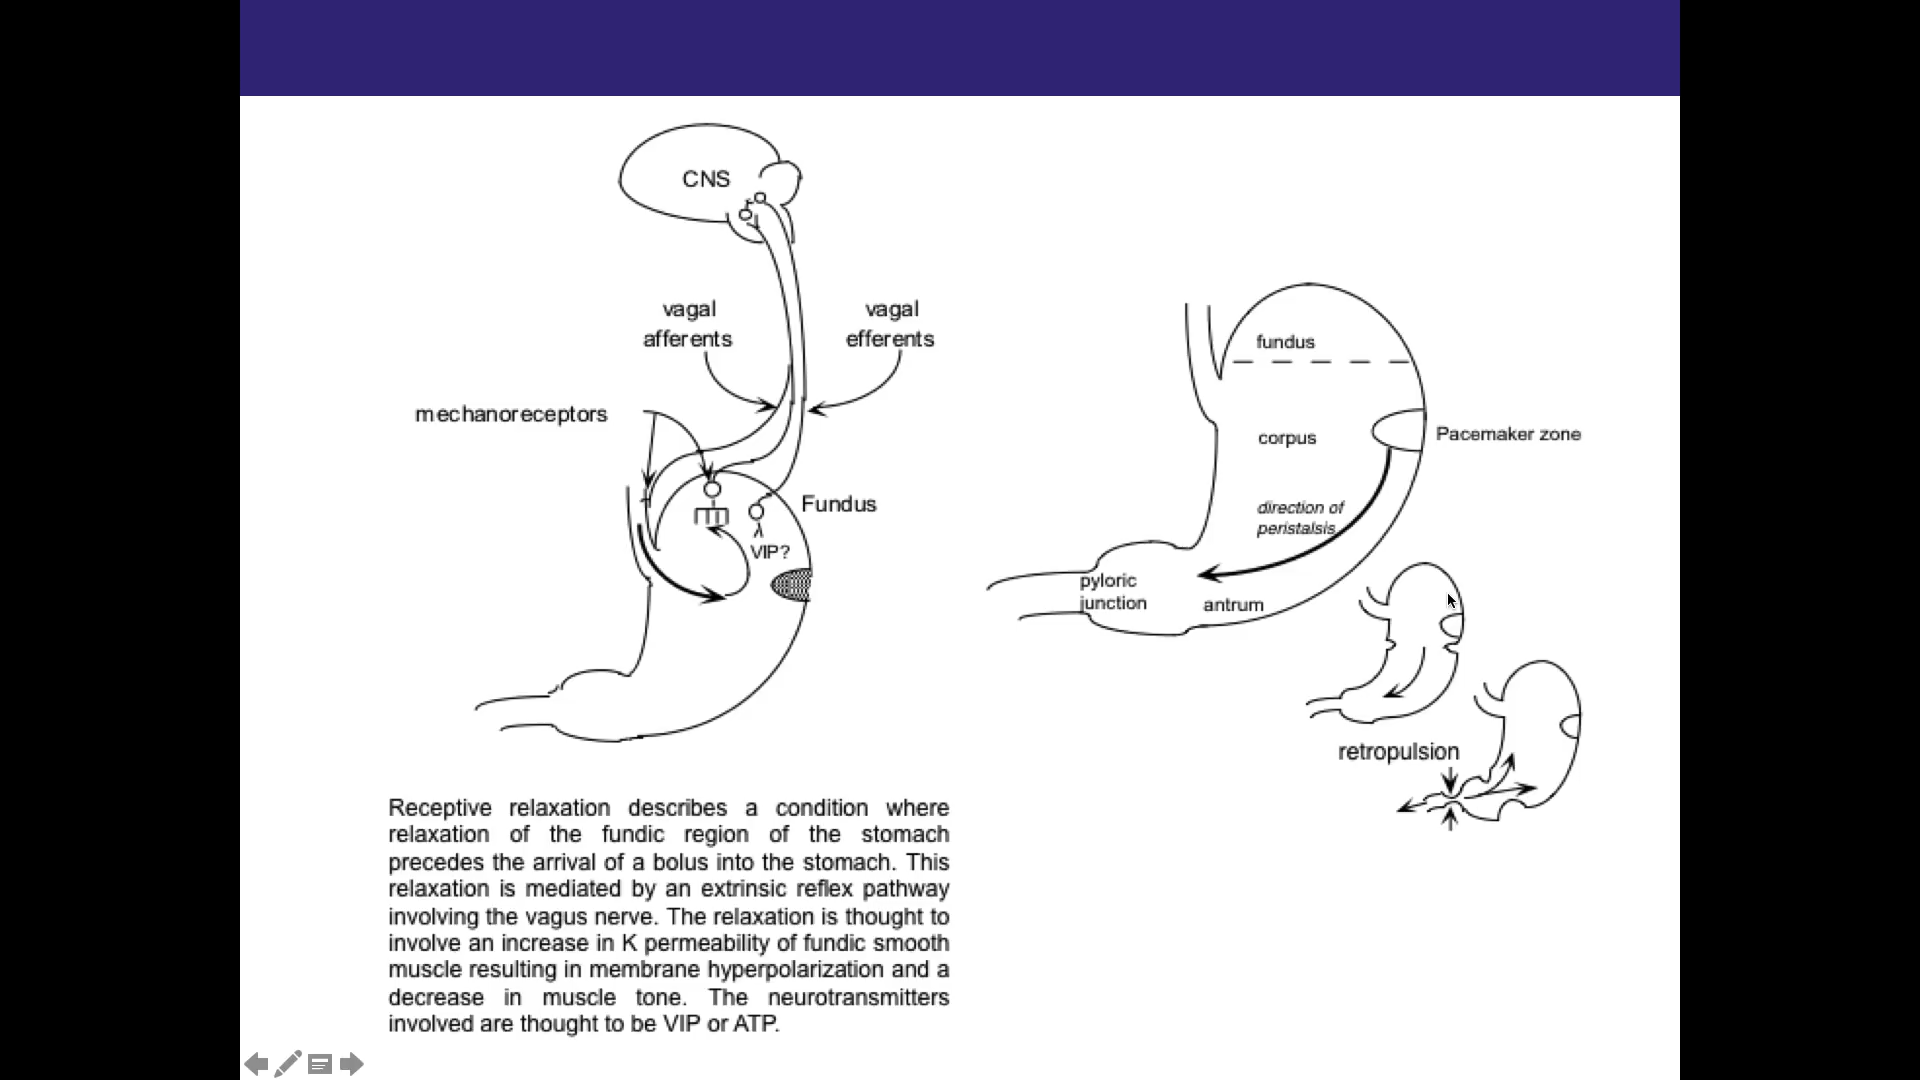 CNS
vagal
afferents
vagal
efferents
mechanoreceptors
Fundus
VIP?
fundus
corpus
Pacemaker zone
direction of
peristalsis
pyloric
junction
antrum
retropulsion
Receptive relaxation describes a condition where
relaxation of the fundic region of the stomach
precedes the arrival of a bolus into the stomach. This
relaxation is mediated by an extrinsic reflex pathway
involving the vagus nerve. The relaxation is thought to
involve an increase in K permeability of fundic smooth
muscle resulting in membrane hyperpolarization and a
decrease in muscle tone. The neurotransmitters
involved are thought to be VIP or ATP.